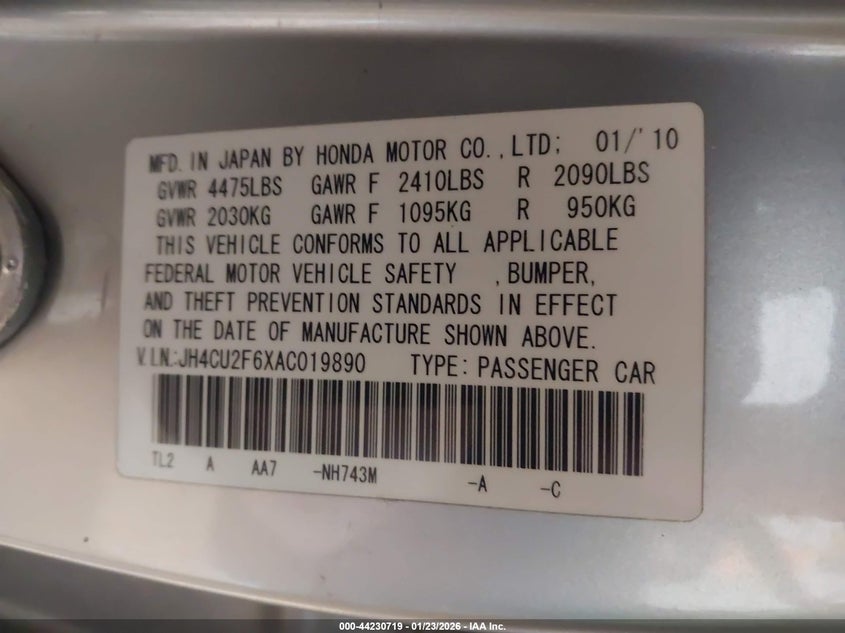 MFD. IN JAPAN BY HONDA MOTOR CO., LTD; 01/'10
GVWR 4475LBS GAWR F 2410LBS R 2090LBS
GVWR 2030KG GAWR F 1095KG R 950KG
THIS VEHICLE CONFORMS TO ALL APPLICABLE
FEDERAL MOTOR VEHICLE SAFETY , BUMPER,
AND THEFT PREVENTION STANDARDS IN EFFECT
ON THE DATE OF MANUFACTURE SHOWN ABOVE.
V.I.N.:JH4CU2F6XAC019890 TYPE: PASSENGER CAR
TL2 A AA7 -NH743M -A -C
000-44230719 - 01/23/2026 - IAA Inc.